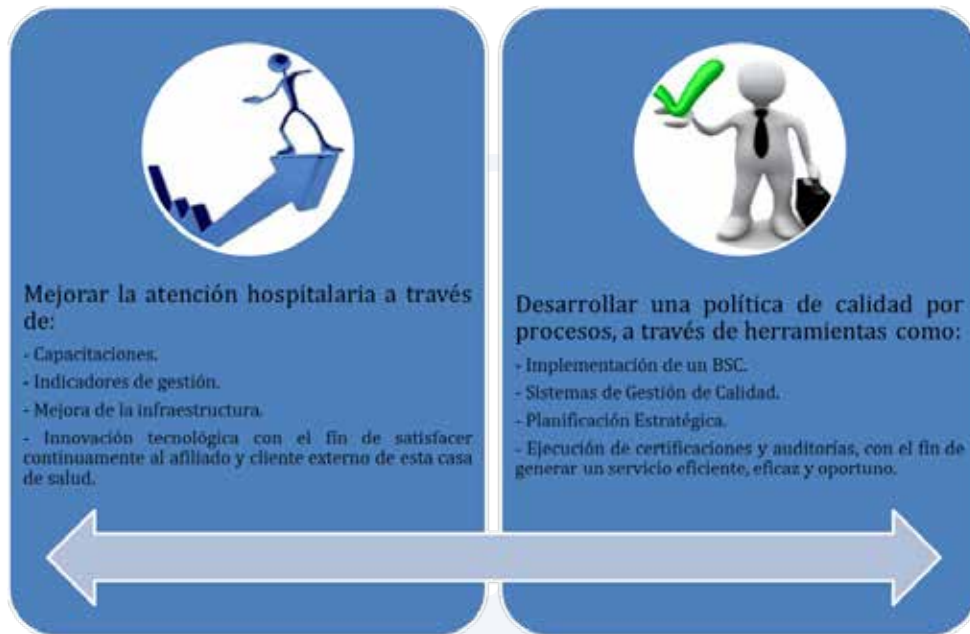 Mejorar la atención hospitalaria a través
de:
- Capacitaciones.
- Indicadores de gestión.
- Mejora de la infraestructura.
- Innovación tecnológica con el fin de satisfacer
continuamente al afiliado y cliente externo de esta casa
de salud.
Desarrollar una política de calidad por
procesos, a través de herramientas como:
- Implementación de un BSC.
- Sistemas de Gestión de Calidad.
- Planificación Estratégica.
- Ejecución de certificaciones y auditorías, con el fin de
generar un servicio eficiente, eficaz y oportuno.